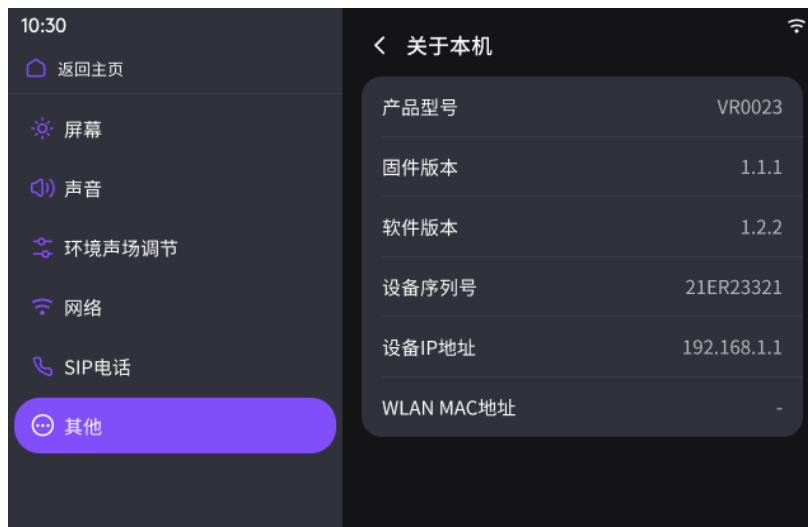 10:30
返回主页
屏幕
声音
环境声场调节
网络
SIP电话
其他
关于本机
产品型号 VR0023
固件版本 1.1.1
软件版本 1.2.2
设备序列号 21ER23321
设备IP地址 192.168.1.1
WLAN MAC地址 -